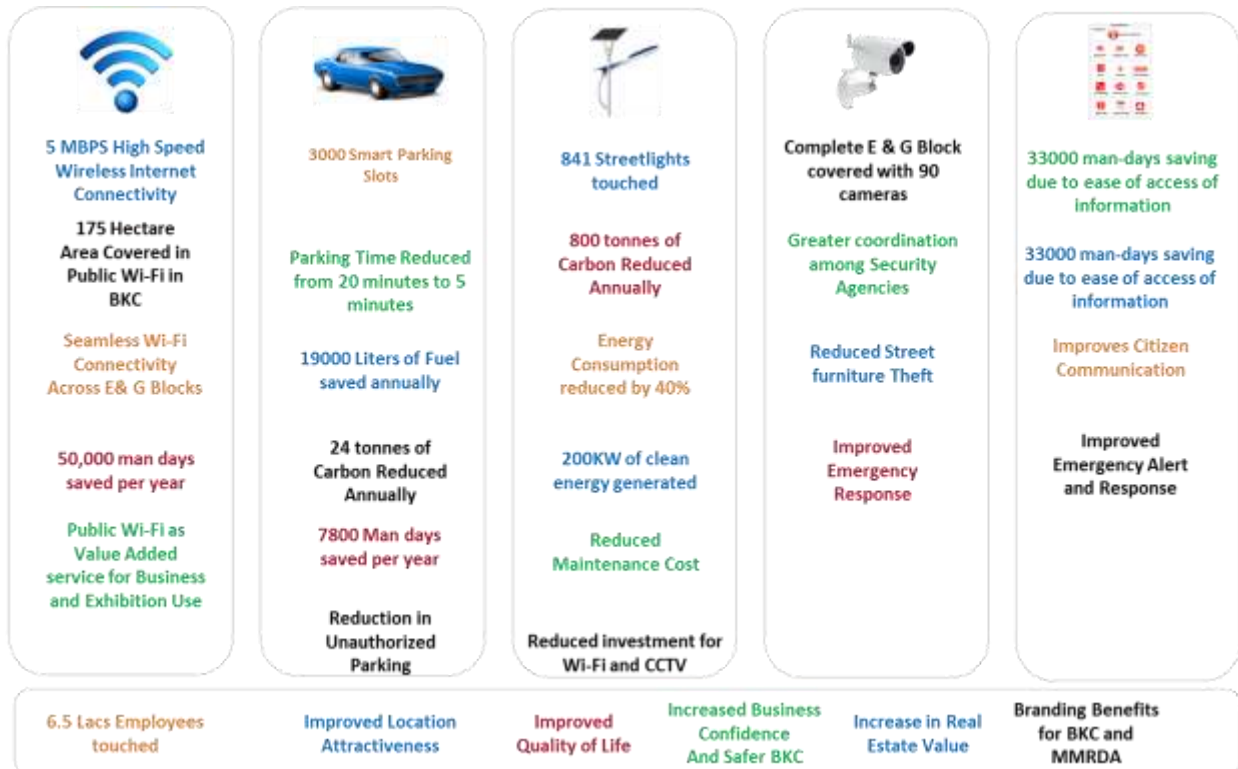 5 MBPS High Speed
Wireless Internet
Connectivity
175 Hectare
Area Covered in
Public Wi-Fi in
BKC
Seamless Wi-Fi
Connectivity
Across E& G Blocks
50,000 man days
saved per year
Public Wi-Fi as
Value Added
service for Business
and Exhibition Use
3000 Smart Parking
Slots
Parking Time Reduced
from 20 minutes to 5
minutes
19000 Liters of Fuel
saved annually
24 tonnes of
Carbon Reduced
Annually
7800 Man days
saved per year
Reduction in
Unauthorized
Parking
841 Streetlights
touched
800 tonnes of
Carbon Reduced
Annually
Energy
Consumption
reduced by 40%
200KW of clean
energy generated
Reduced
Maintenance Cost
Reduced investment for
Wi-Fi and CCTV
Complete E & G Block
covered with 90
cameras
Greater coordination
among Security
Agencies
Reduced Street
furniture Theft
Improved
Emergency
Response
33000 man-days saving
due to ease of access of
information
33000 man-days saving
due to ease of access of
information
Improves Citizen
Communication
Improved
Emergency Alert
and Response
6.5 Lacs Employees
touched
Improved Location
Attractiveness
Improved
Quality of Life
Increased Business
Confidence
And Safer BKC
Increase in Real
Estate Value
Branding Benefits
for BKC and
MMRDA